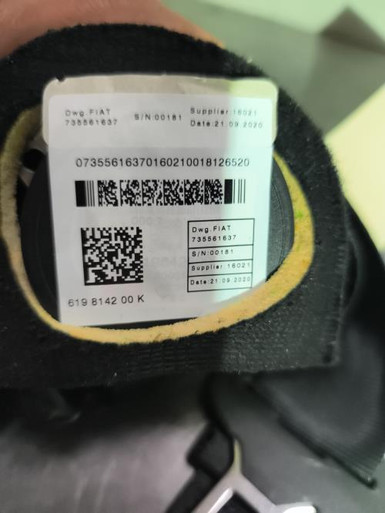 Dwg.FIAT
735561637
S/N:00181
Supplier:16021
Date:21.09.2020
07355616370160210018126520
Dwg.FIAT
735561637
S/N:00181
Supplier:16021
Date:21.09.2020
619 8142 00 K